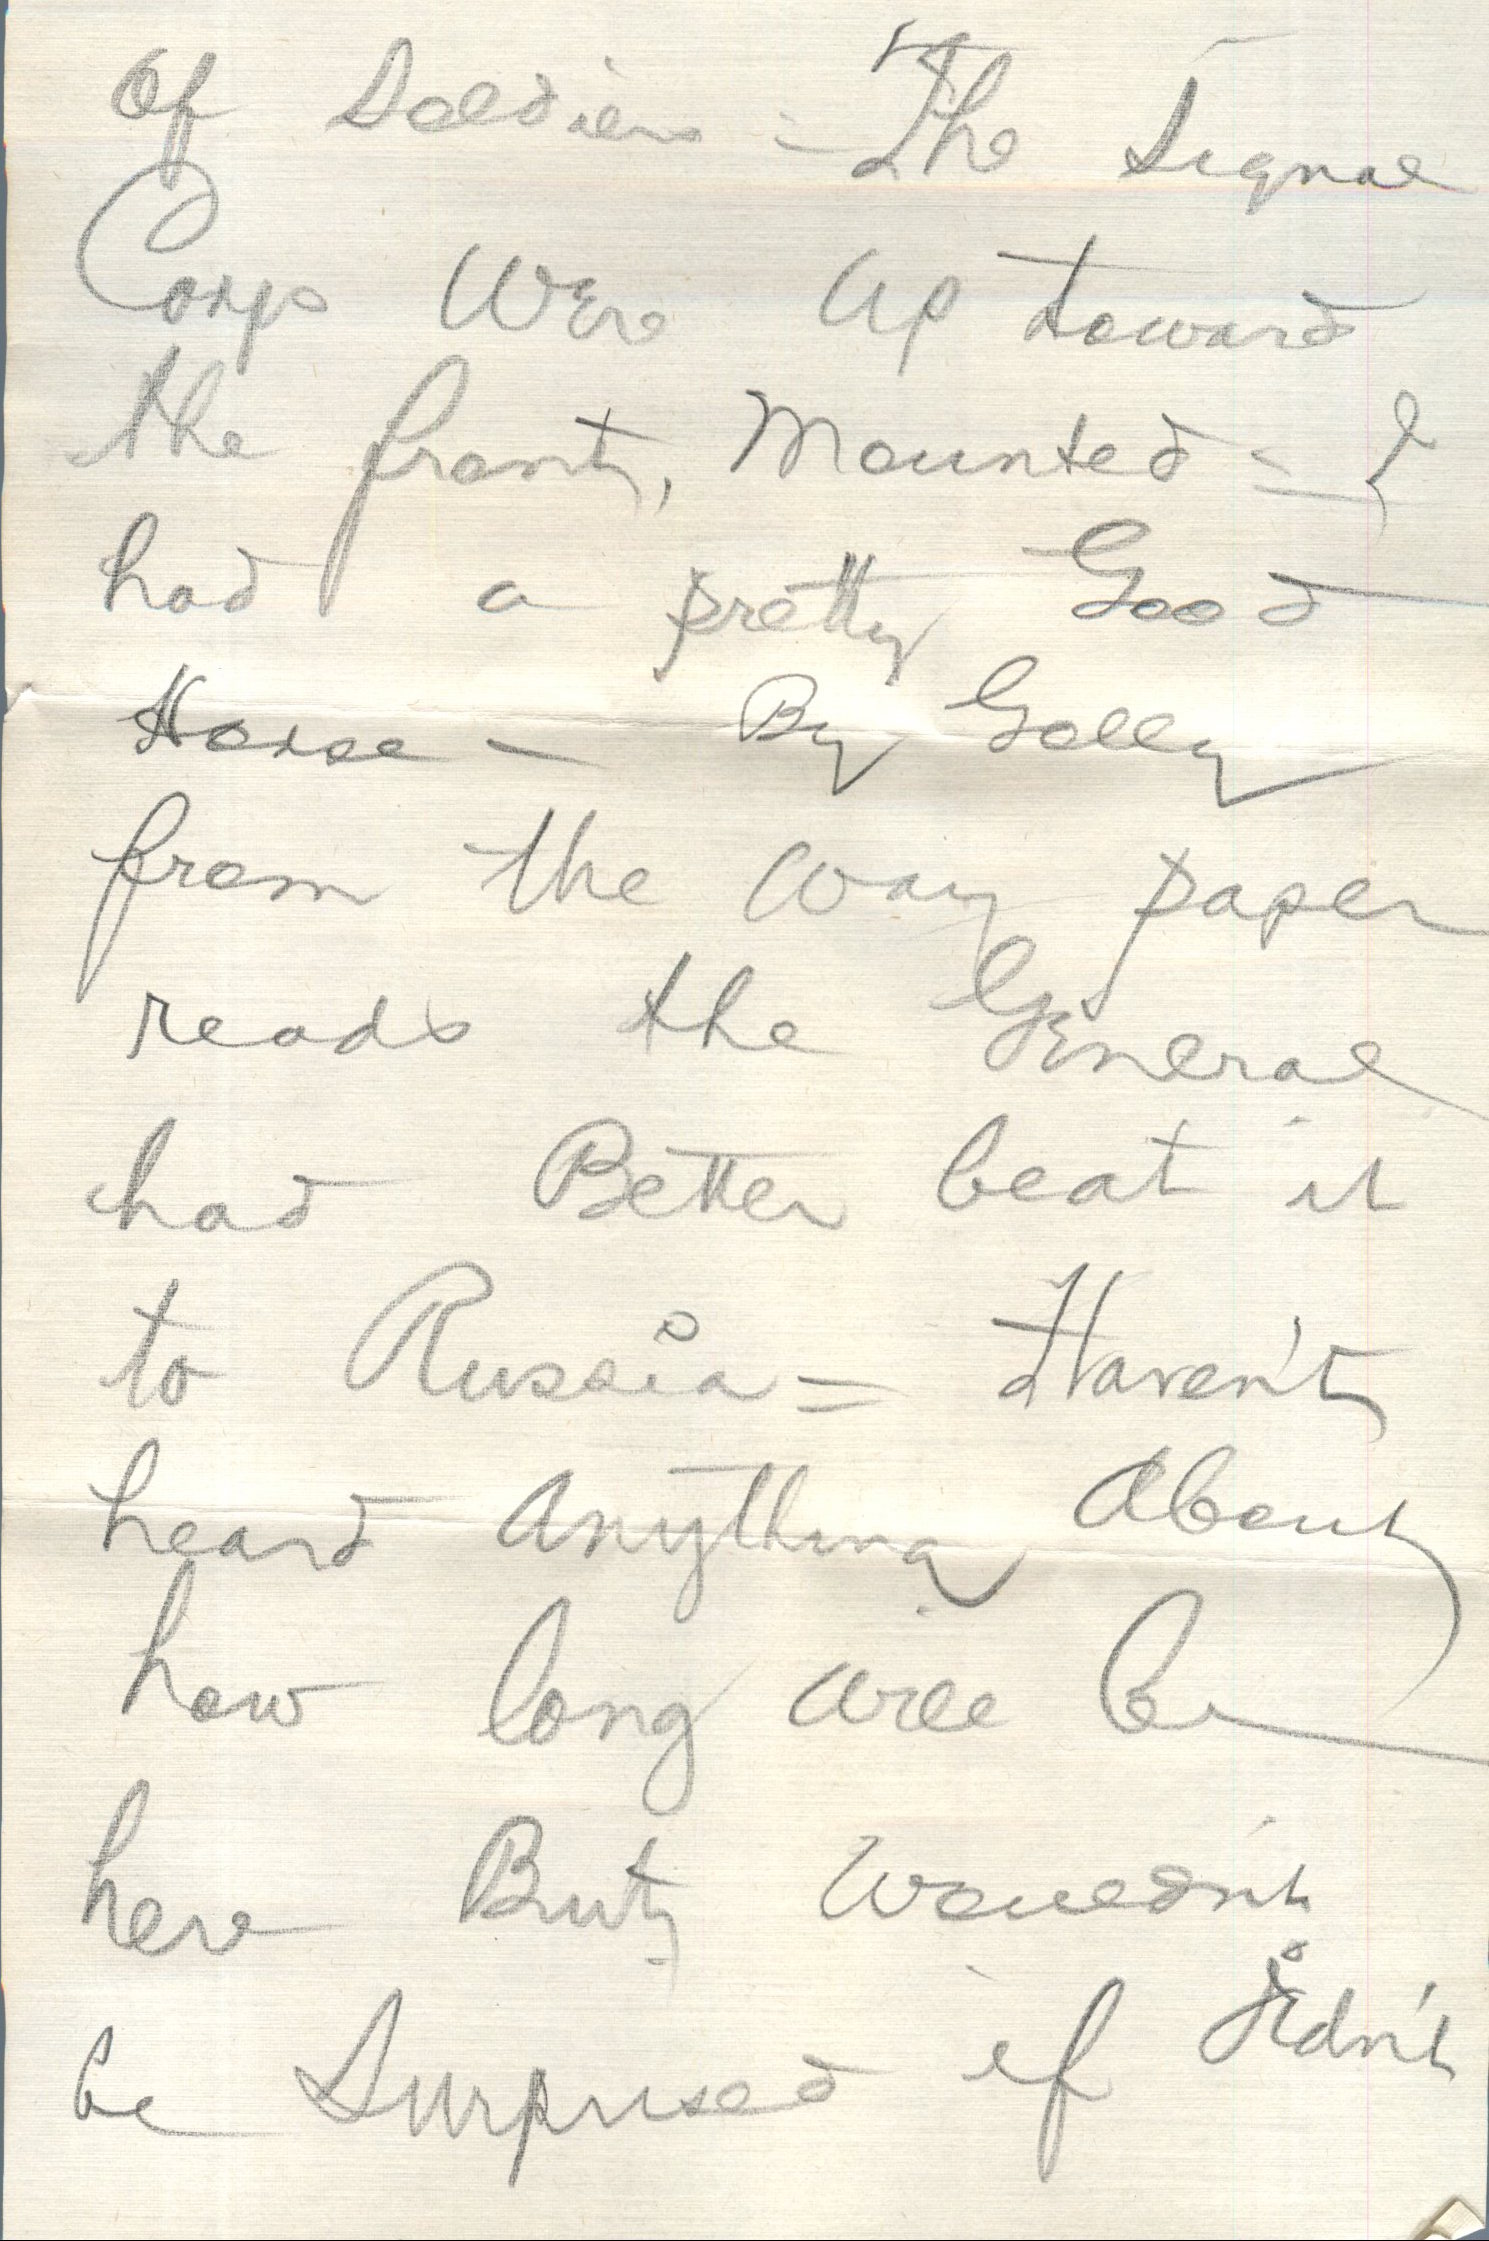 of Soldiers = The Signal
Corps Were Up toward
the front, Mounted = I
had a pretty Good
Horse — By Golly
from the way paper
reads the General
had Better beat it
to Russia = Haven't
heard Anything About
how long will be
here But Wouldn't
be Surprised if didn't